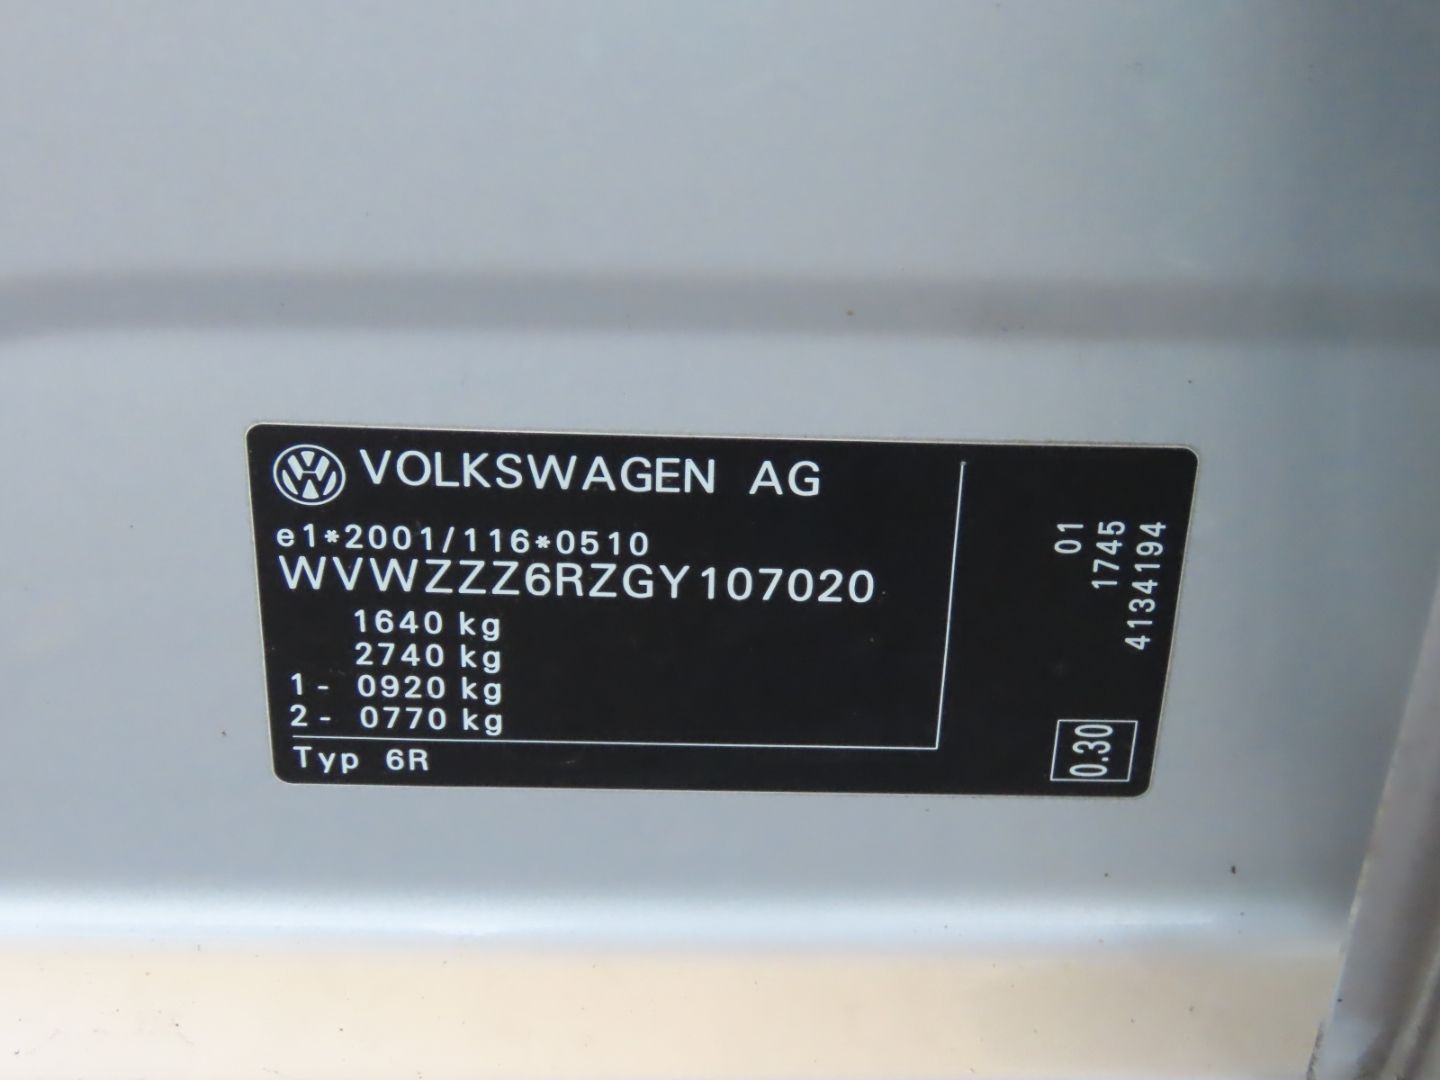 VOLKSWAGEN AG
e1*2001/116*0510
WVWZZZ6RZGY107020
1640 kg
2740 kg
1- 0920 kg
2- 0770 kg
Typ 6R
01
1745
4134194
0.30